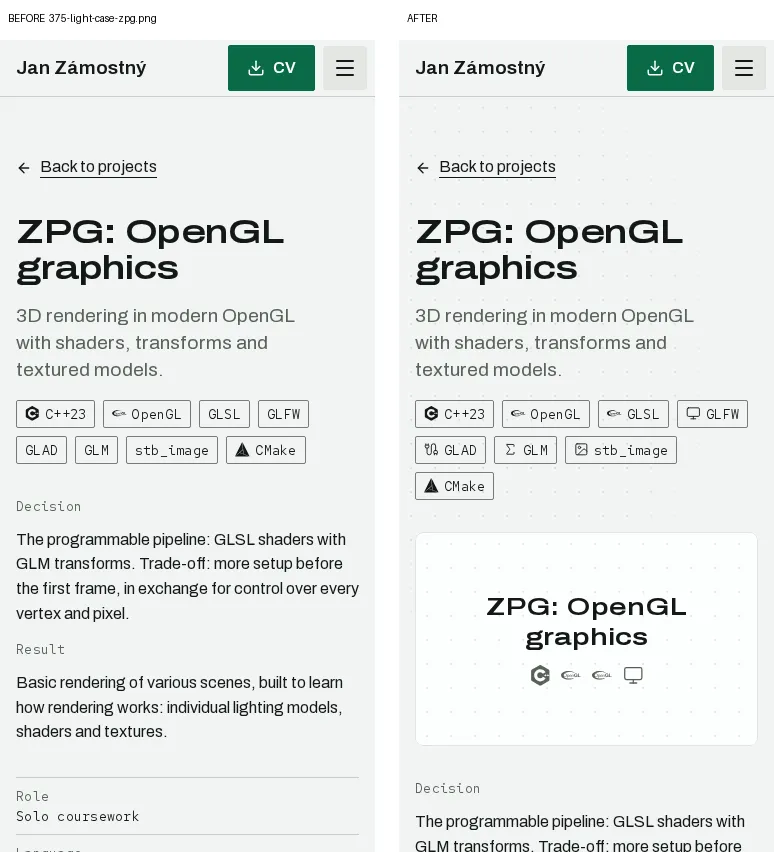 BEFORE 375-light-case-zpg.png
Jan Zámostný
CV
Back to projects
ZPG: OpenGL
graphics
3D rendering in modern OpenGL
with shaders, transforms and
textured models.
C++23
OpenGL
GLSL
GLFW
GLAD
GLM
stb_image
CMake
Decision
The programmable pipeline: GLSL shaders with
GLM transforms. Trade-off: more setup before
the first frame, in exchange for control over every
vertex and pixel.
Result
Basic rendering of various scenes, built to learn
how rendering works: individual lighting models,
shaders and textures.
Role
Solo coursework
Language
AFTER
Jan Zámostný
CV
Back to projects
ZPG: OpenGL
graphics
3D rendering in modern OpenGL
with shaders, transforms and
textured models.
C++23
OpenGL
GLSL
GLFW
GLAD
GLM
stb_image
CMake
ZPG: OpenGL
graphics
Decision
The programmable pipeline: GLSL shaders with
GLM transforms. Trade-off: more setup before